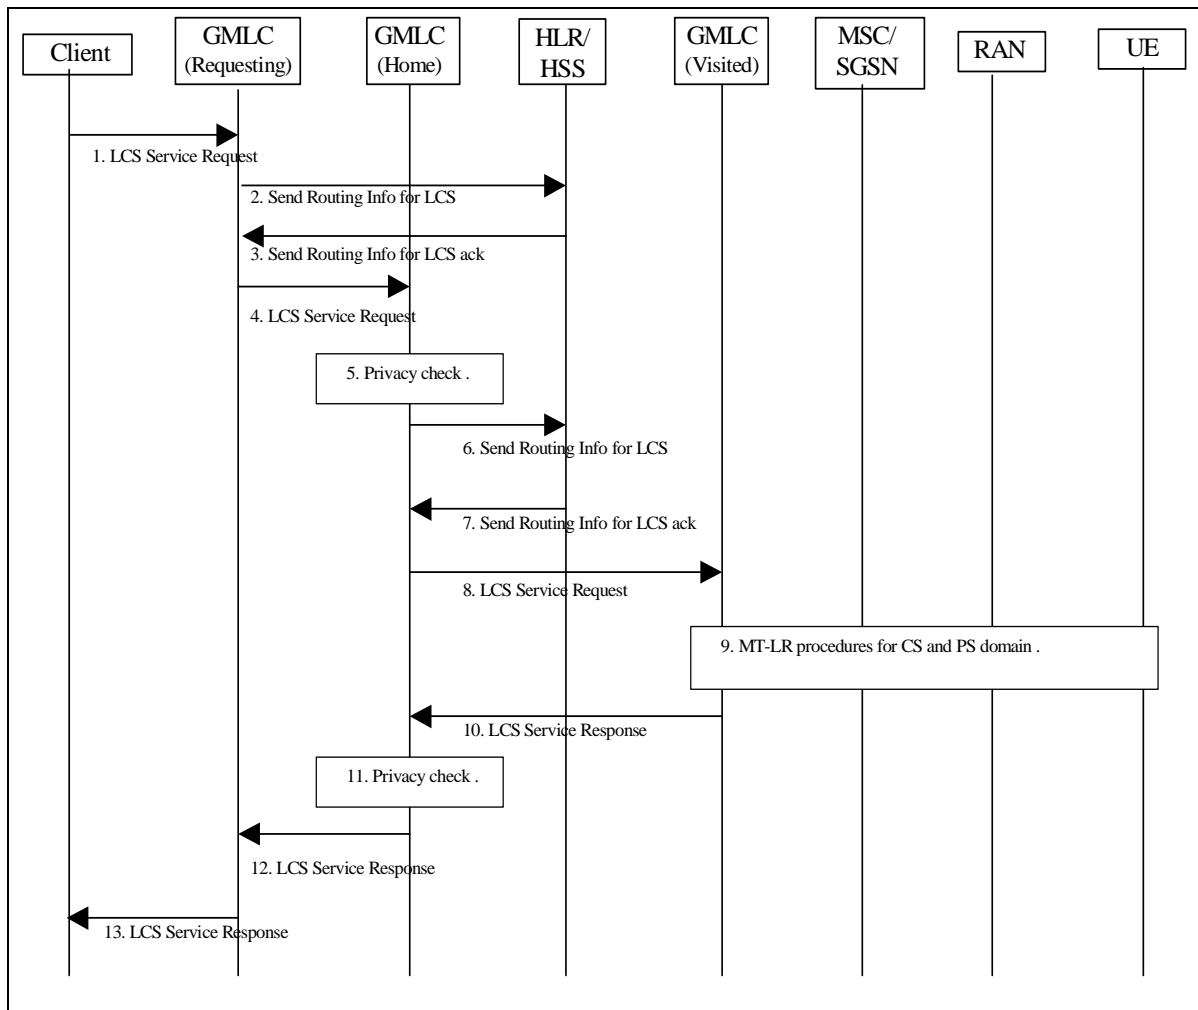 Client
GMLC
(Requesting)
GMLC
(Home)
HLR/
HSS
GMLC
(Visited)
MSC/
SGSN
RAN
UE
1. LCS Service Request
2. Send Routing Info for LCS
3. Send Routing Info for LCS ack
4. LCS Service Request
5. Privacy check .
6. Send Routing Info for LCS
7. Send Routing Info for LCS ack
8. LCS Service Request
9. MT-LR procedures for CS and PS domain .
10. LCS Service Response
11. Privacy check .
12. LCS Service Response
13. LCS Service Response